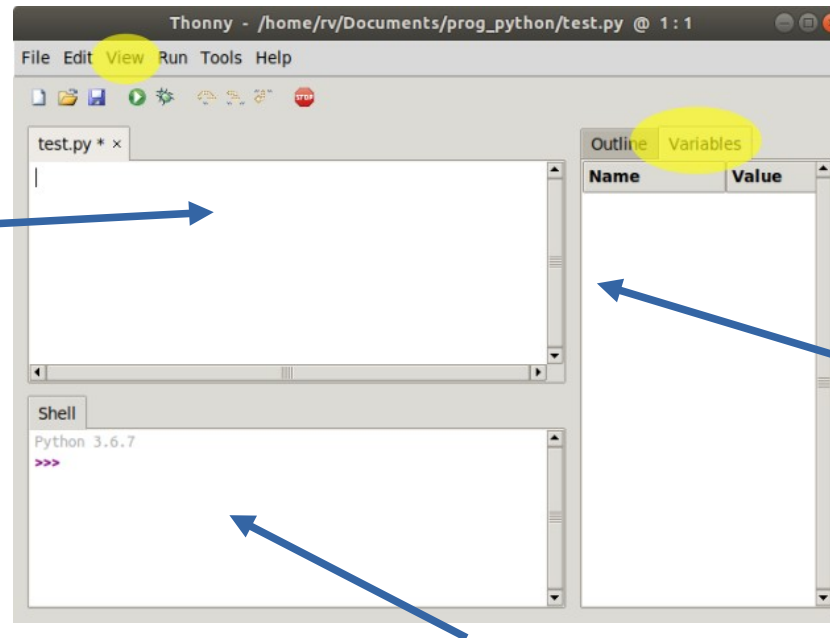 Thonny - /home/rv/Documents/prog_python/test.py @ 1:1
File Edit View Run Tools Help
STOP
test.py * ×
Outline Variables
Name Value
Shell
Python 3.6.7
>>>